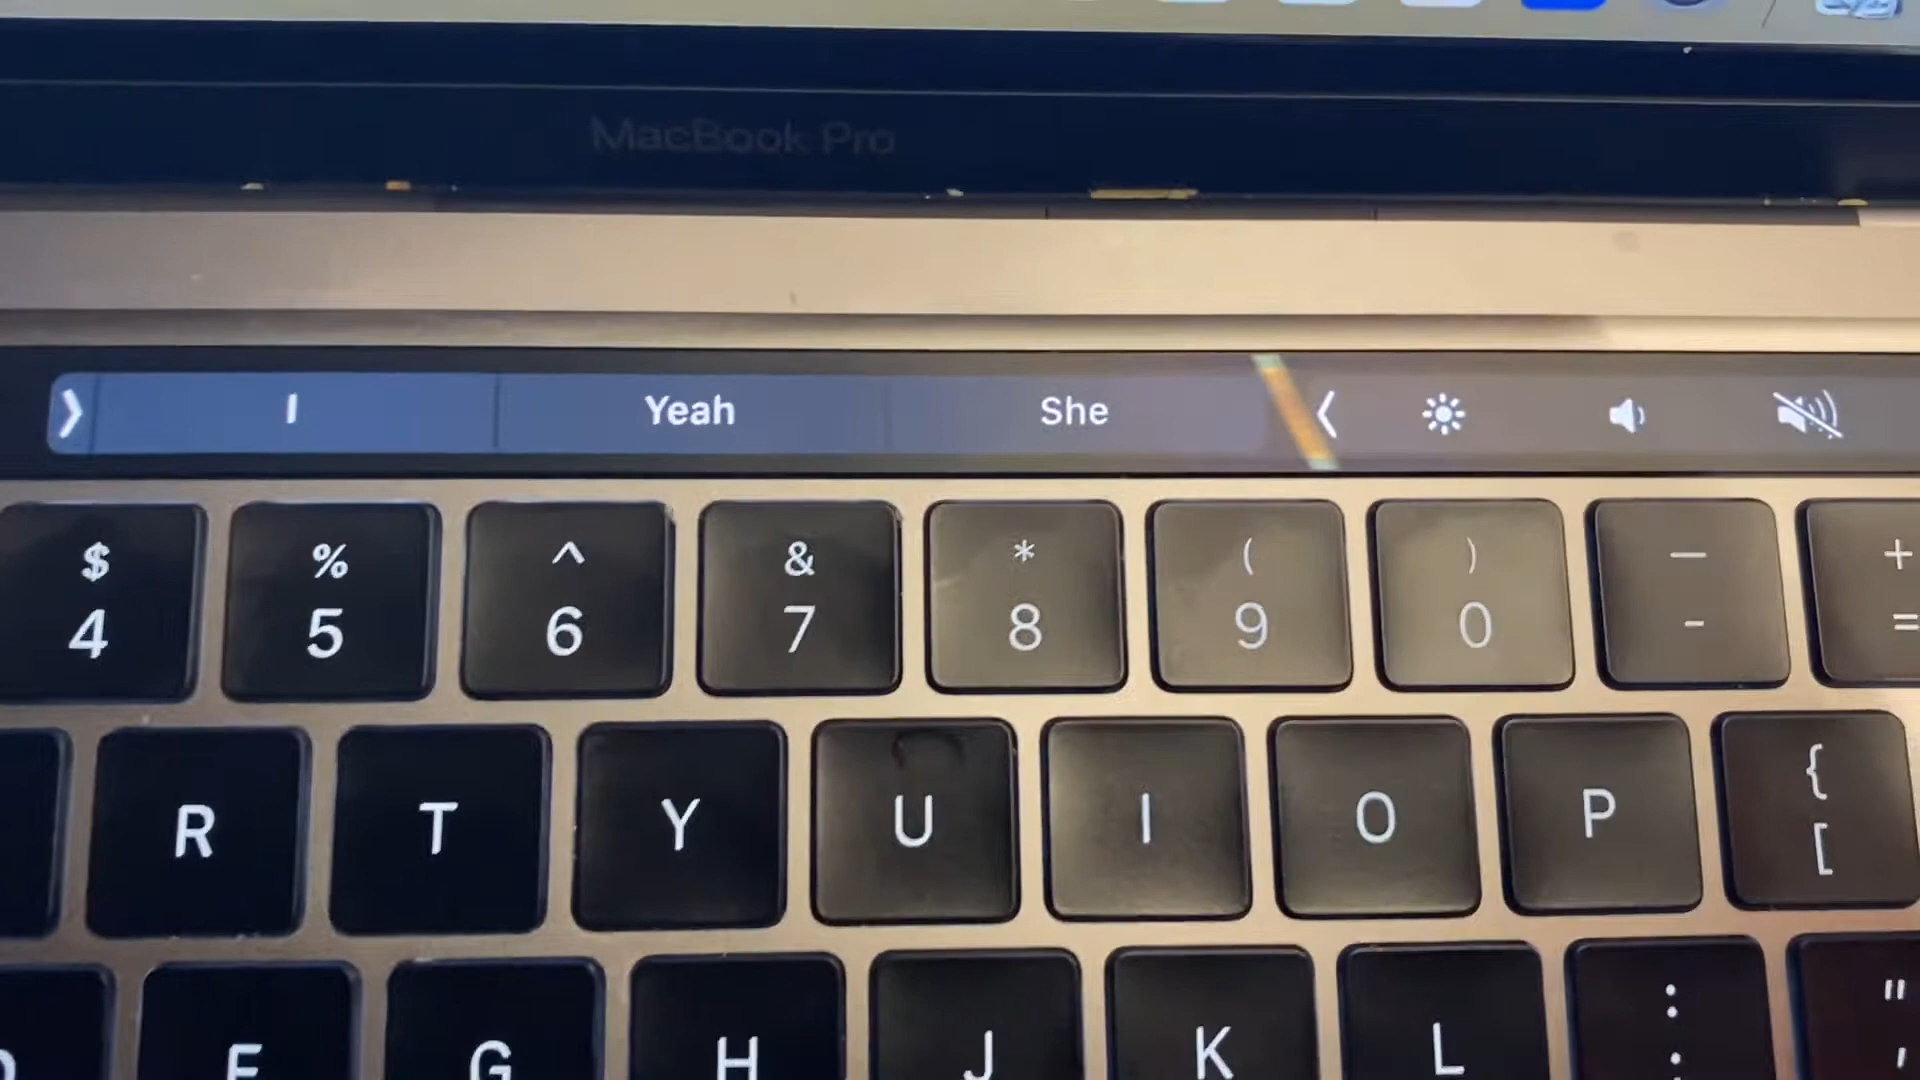 MacBook Pro
I Yeah She
$ % ^ & * ( ) — +
4 5 6 7 8 9 0 - =
R T Y U I O P { [
F G H J K L : "